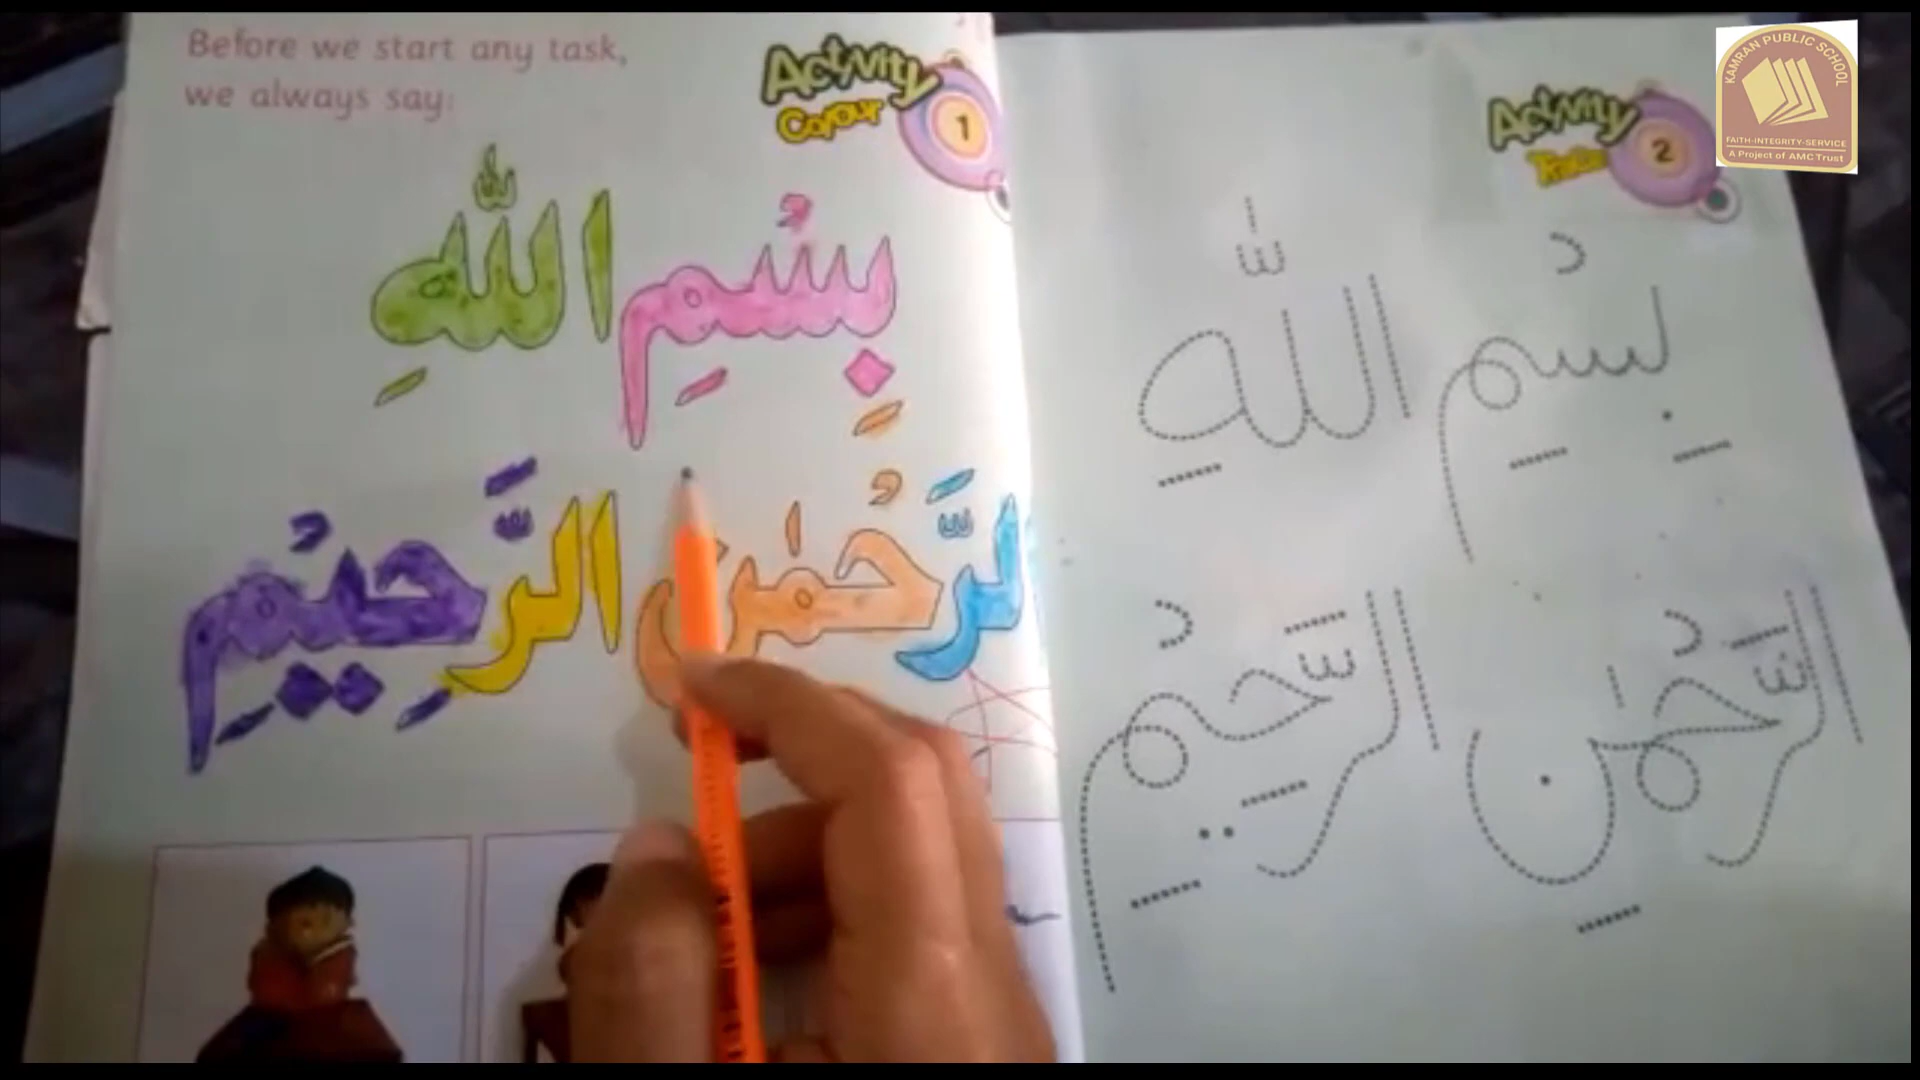 Before we start any task,
we always say:
Activity
Colour
1
بِسْمِ اللّٰهِ
الرَّحْمٰنِ الرَّحِيْمِ
Activity
Trace
2
بِسْمِ اللّٰهِ
الرَّحْمٰنِ الرَّحِيْمِ
KAMRAN PUBLIC SCHOOL
FAITH-INTEGRITY-SERVICE
A Project of AMC Trust